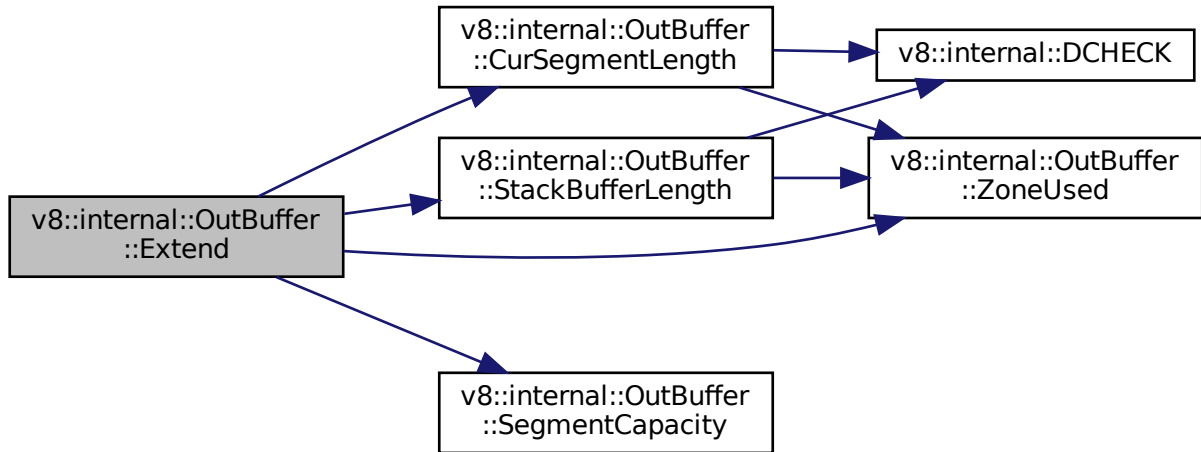 v8::internal::OutBuffer
::Extend
v8::internal::OutBuffer
::CurSegmentLength
v8::internal::OutBuffer
::StackBufferLength
v8::internal::OutBuffer
::SegmentCapacity
v8::internal::DCHECK
v8::internal::OutBuffer
::ZoneUsed